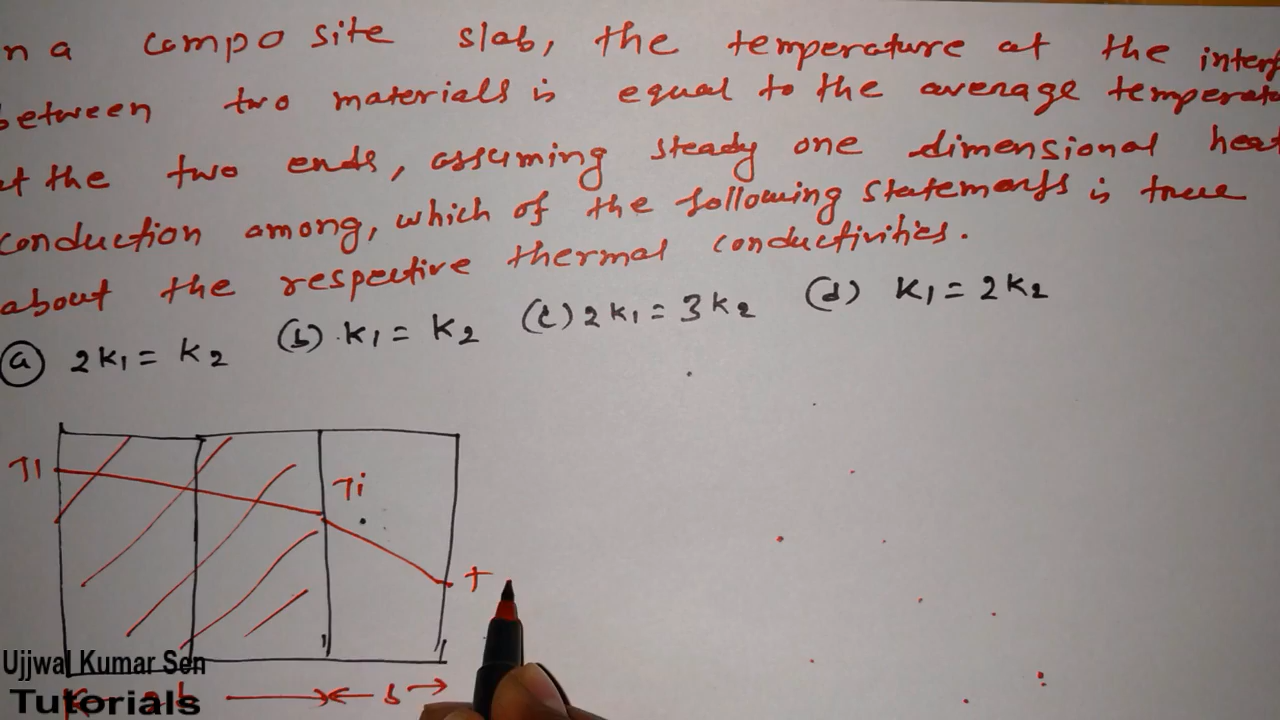 n a composite slab, the temperature at the interf
between two materials is equal to the average temperat
at the two ends, assuming steady one dimensional heat
conduction among, which of the following statements is true
about the respective thermal conductivities.
(a) 2k1 = k2 (b) k1 = k2 (c) 2k1 = 3k2 (d) k1 = 2k2
T1
Ti
T
b
Ujjwal Kumar Sen
Tutorials